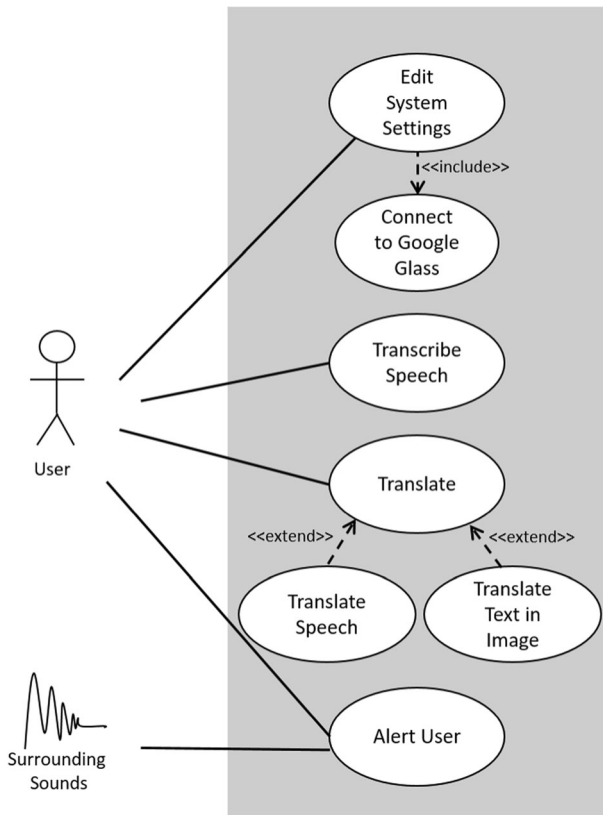 Edit
System
Settings
<<include>>
Connect
to Google
Glass
Transcribe
Speech
User
Translate
<<extend>>
<<extend>>
Translate
Speech
Translate
Text in
Image
Alert User
Surrounding
Sounds